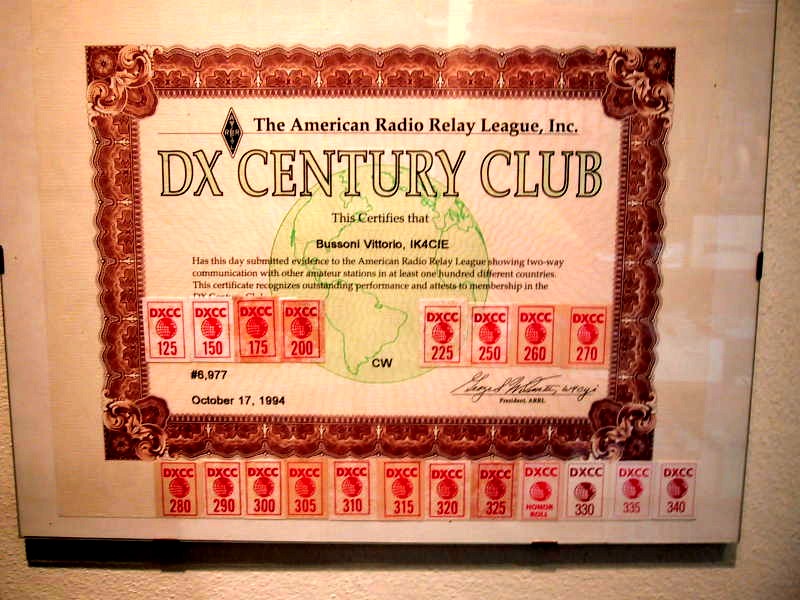 The American Radio Relay League, Inc.
DX CENTURY CLUB
This Certifies that
Bussoni Vittorio, IK4CIE
Has this day submitted evidence to the American Radio Relay League showing two-way
communication with other amateur stations in at least one hundred different countries.
This certificate recognizes outstanding performance and attests to membership in the
DX Century Club
DXCC 125 DXCC 150 DXCC 175 DXCC 200 DXCC 225 DXCC 250 DXCC 260 DXCC 270
CW
#6,977
October 17, 1994
President, ARRL
DXCC 280 DXCC 290 DXCC 300 DXCC 305 DXCC 310 DXCC 315 DXCC 320 DXCC 325 DXCC HONOR ROLL DXCC 330 DXCC 335 DXCC 340